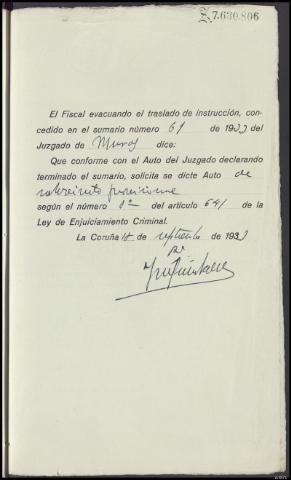 Z.7.630.806
El Fiscal evacuando el traslado de instrucción, con-
cedido en el sumario número 61 de 1933 del
Juzgado de Muros dice:
Que conforme con el Auto del Juzgado declarando
terminado el sumario, solicita se dicte Auto de
según el número 1º del artículo 641 de la
Ley de Enjuiciamiento Criminal.
La Coruña 18 de septiembre de 1933